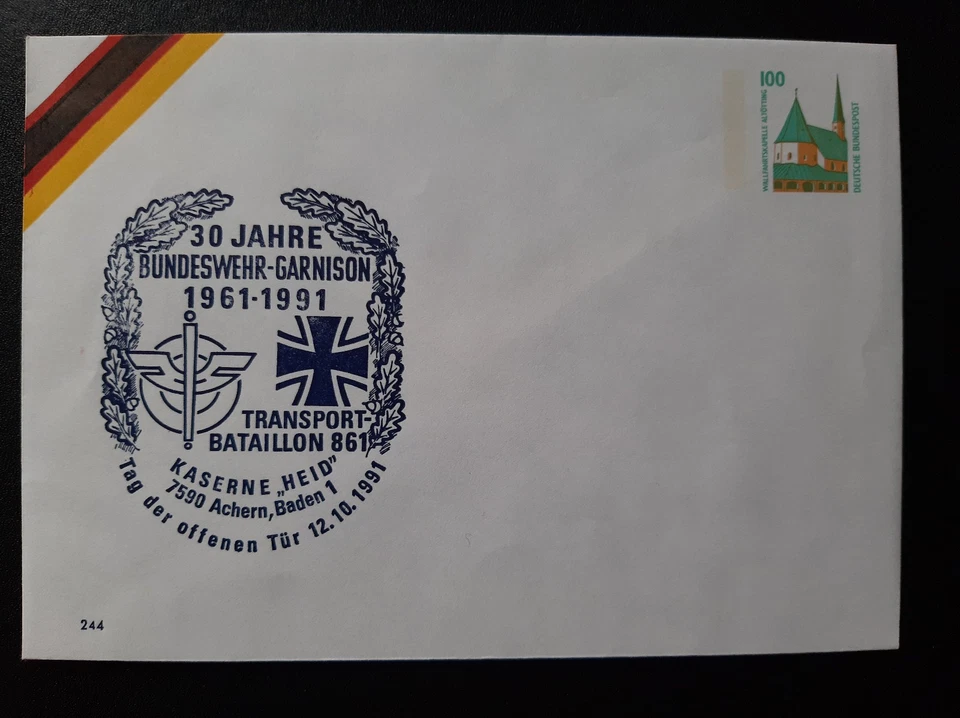 100
WALLFAHRTSKAPELLE ALTÖTTING
DEUTSCHE BUNDESPOST
30 JAHRE
BUNDESWEHR-GARNISON
1961-1991
TRANSPORT-
BATAILLON 861
KASERNE „HEID”
7590 Achern, Baden 1
Tag der offenen Tür 12.10.1991
244